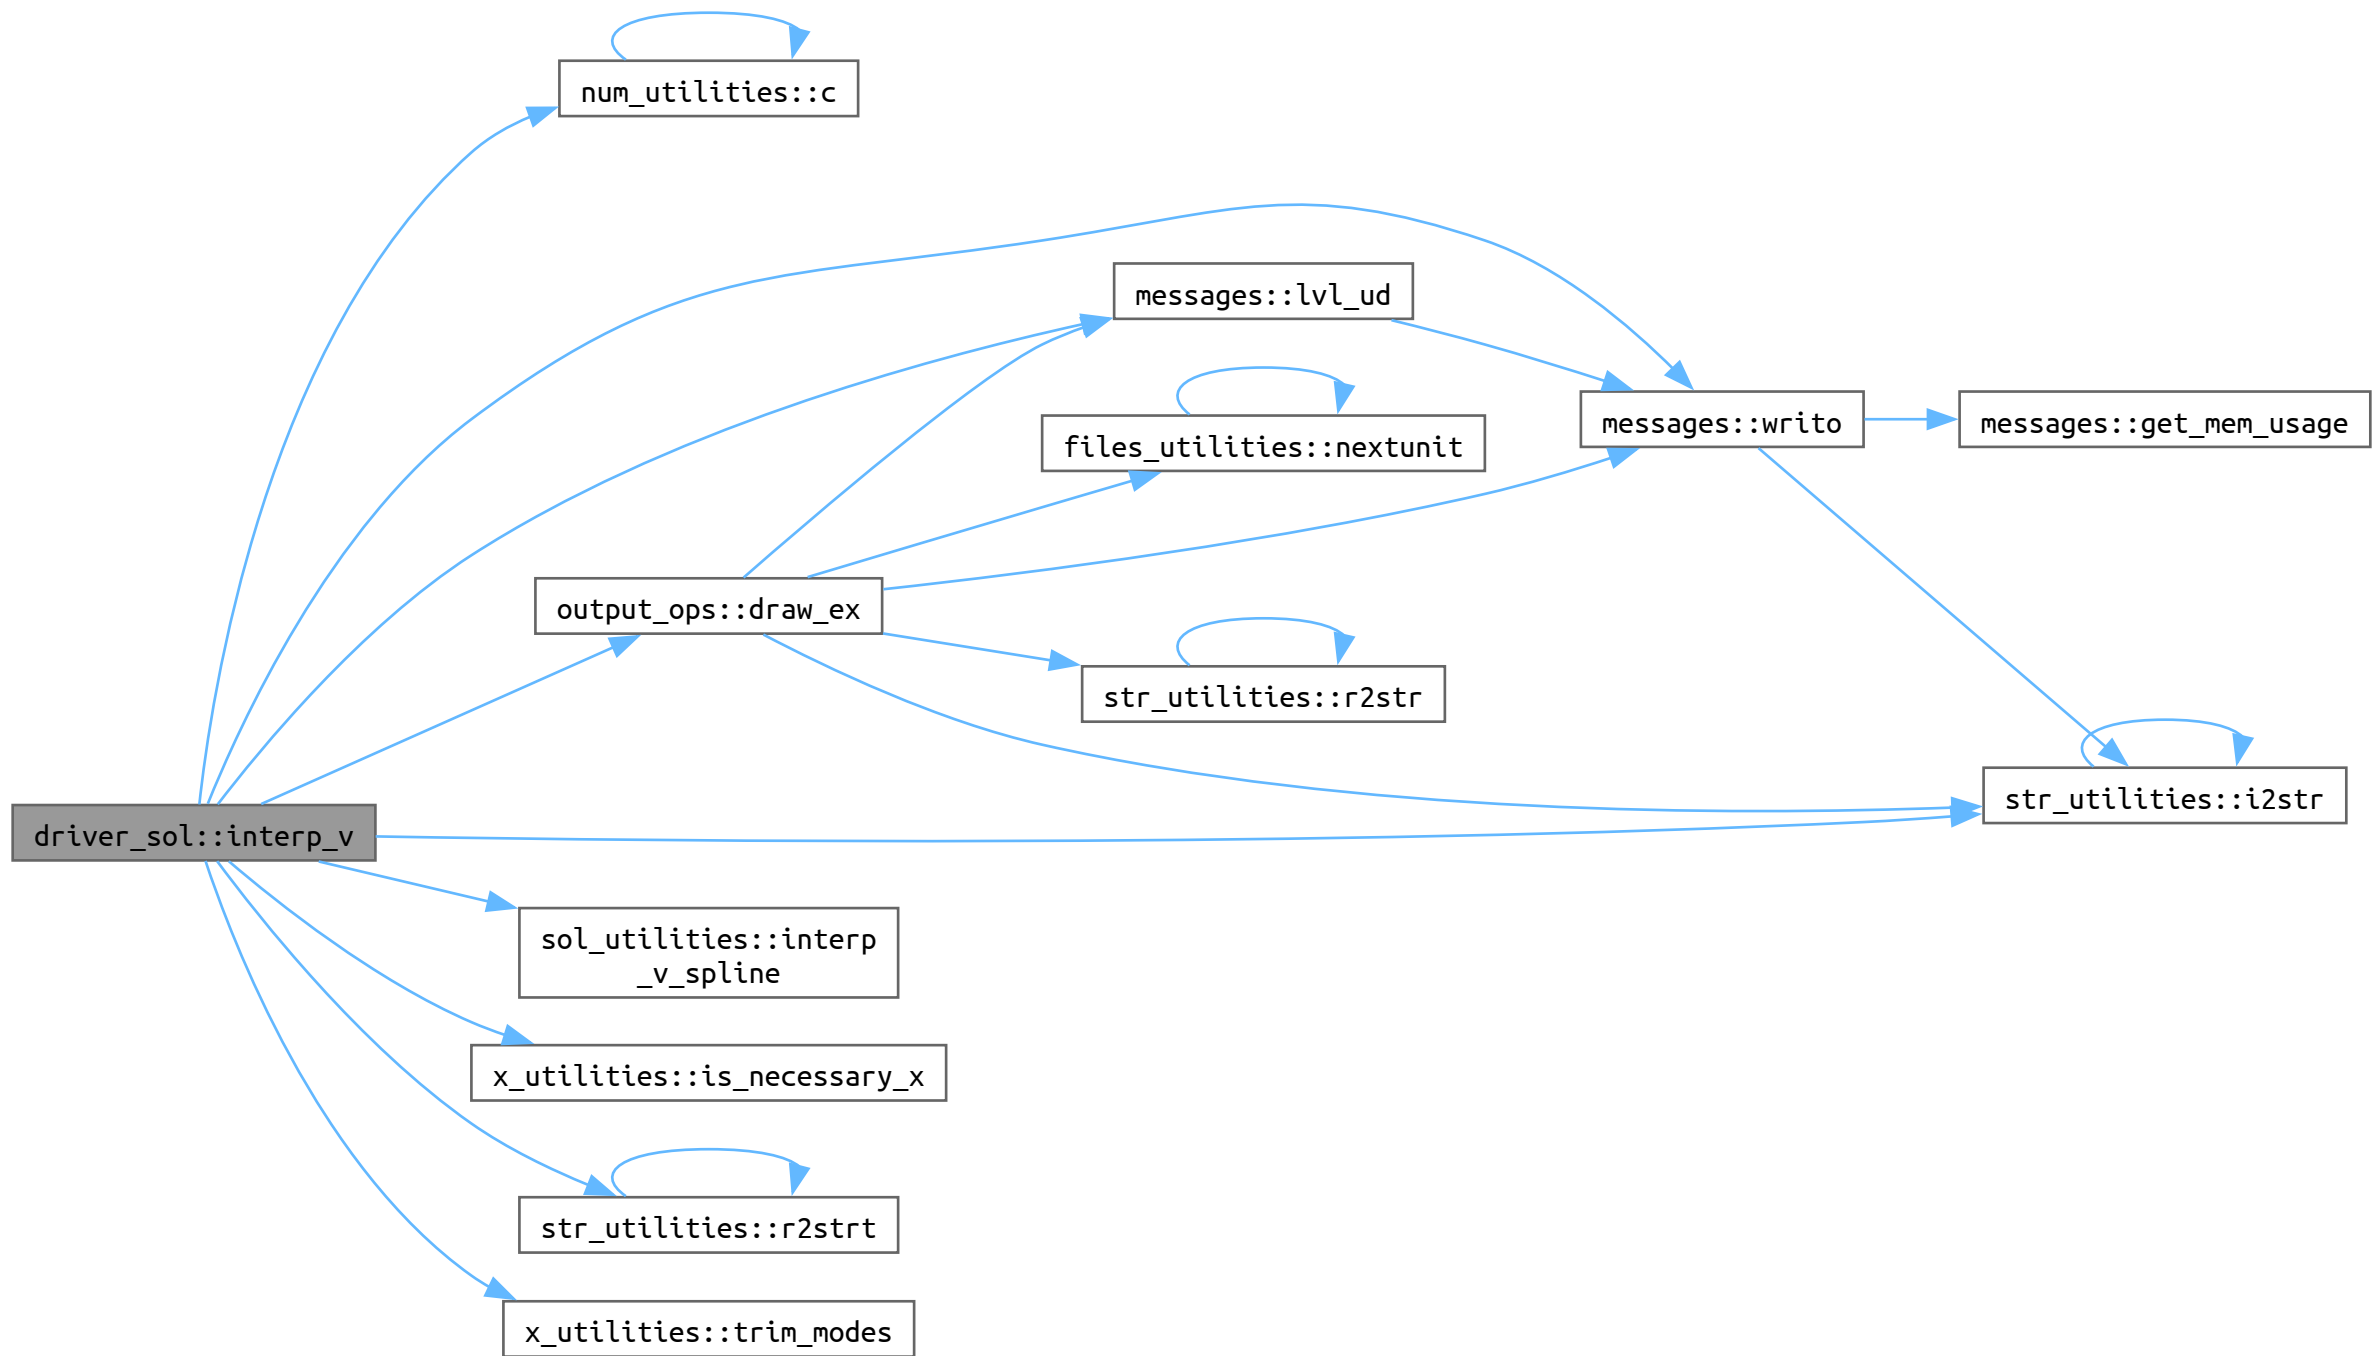 num_utilities::c
messages::lvl_ud
files_utilities::nextunit
messages::writo
messages::get_mem_usage
output_ops::draw_ex
str_utilities::r2str
str_utilities::i2str
driver_sol::interp_v
sol_utilities::interp
_v_spline
x_utilities::is_necessary_x
str_utilities::r2strt
x_utilities::trim_modes